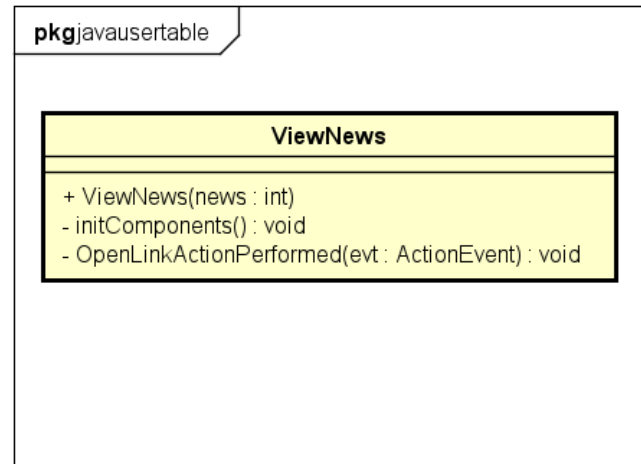 pkgjavausertable
ViewNews
+ ViewNews(news : int)
- initComponents() : void
- OpenLinkActionPerformed(evt : ActionEvent) : void